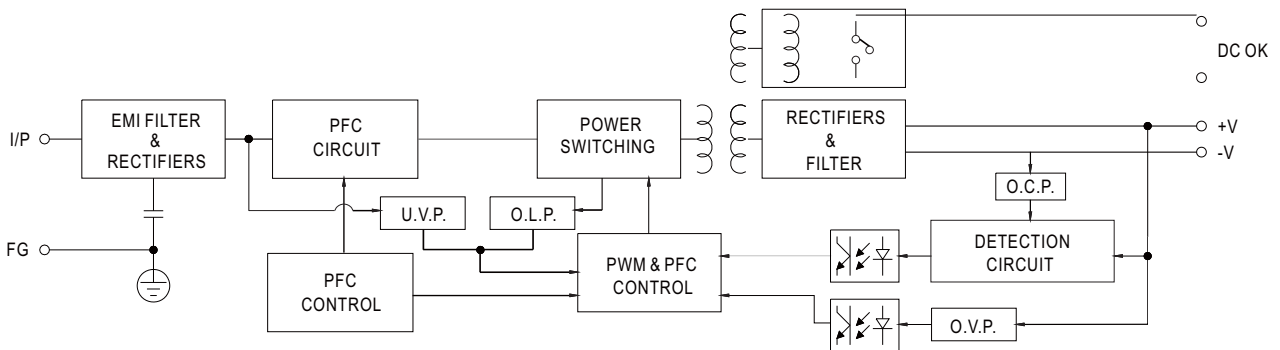 DC OK
I/P
EMI FILTER
&
RECTIFIERS
PFC
CIRCUIT
POWER
SWITCHING
RECTIFIERS
&
FILTER
+V
-V
O.C.P.
U.V.P.
O.L.P.
FG
PFC
CONTROL
PWM & PFC
CONTROL
DETECTION
CIRCUIT
O.V.P.